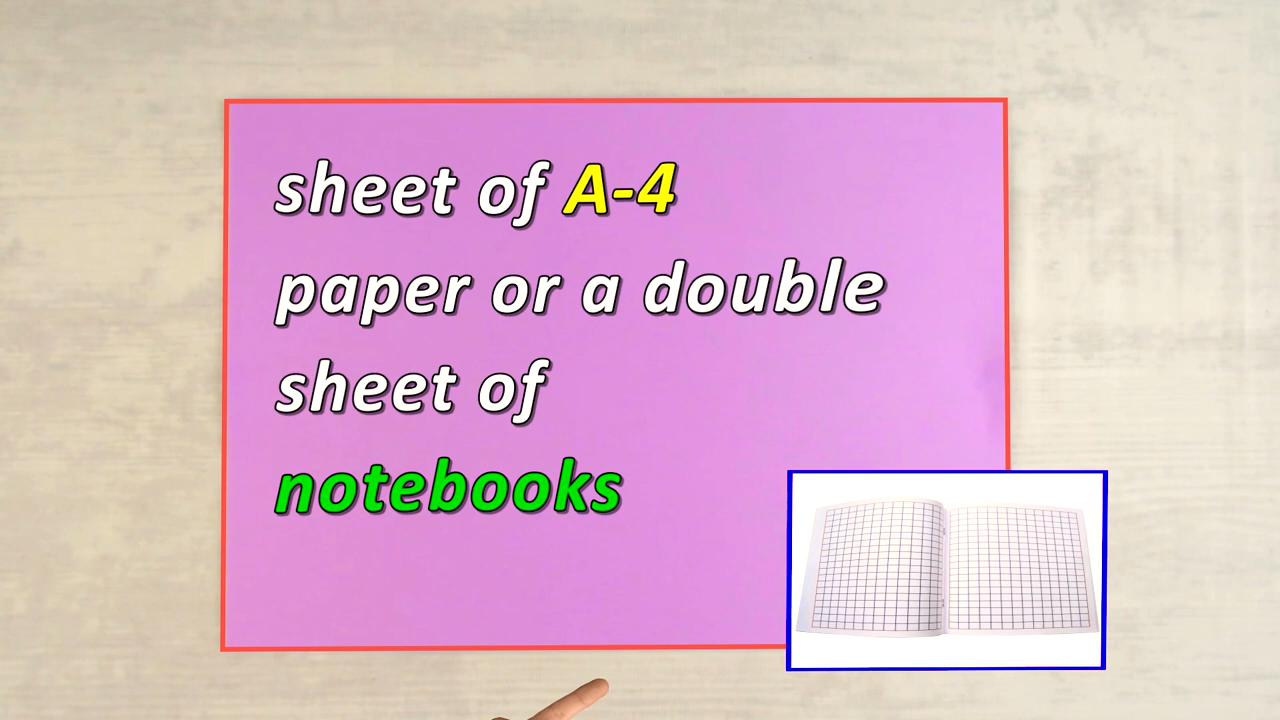 sheet of A-4
paper or a double
sheet of
notebooks